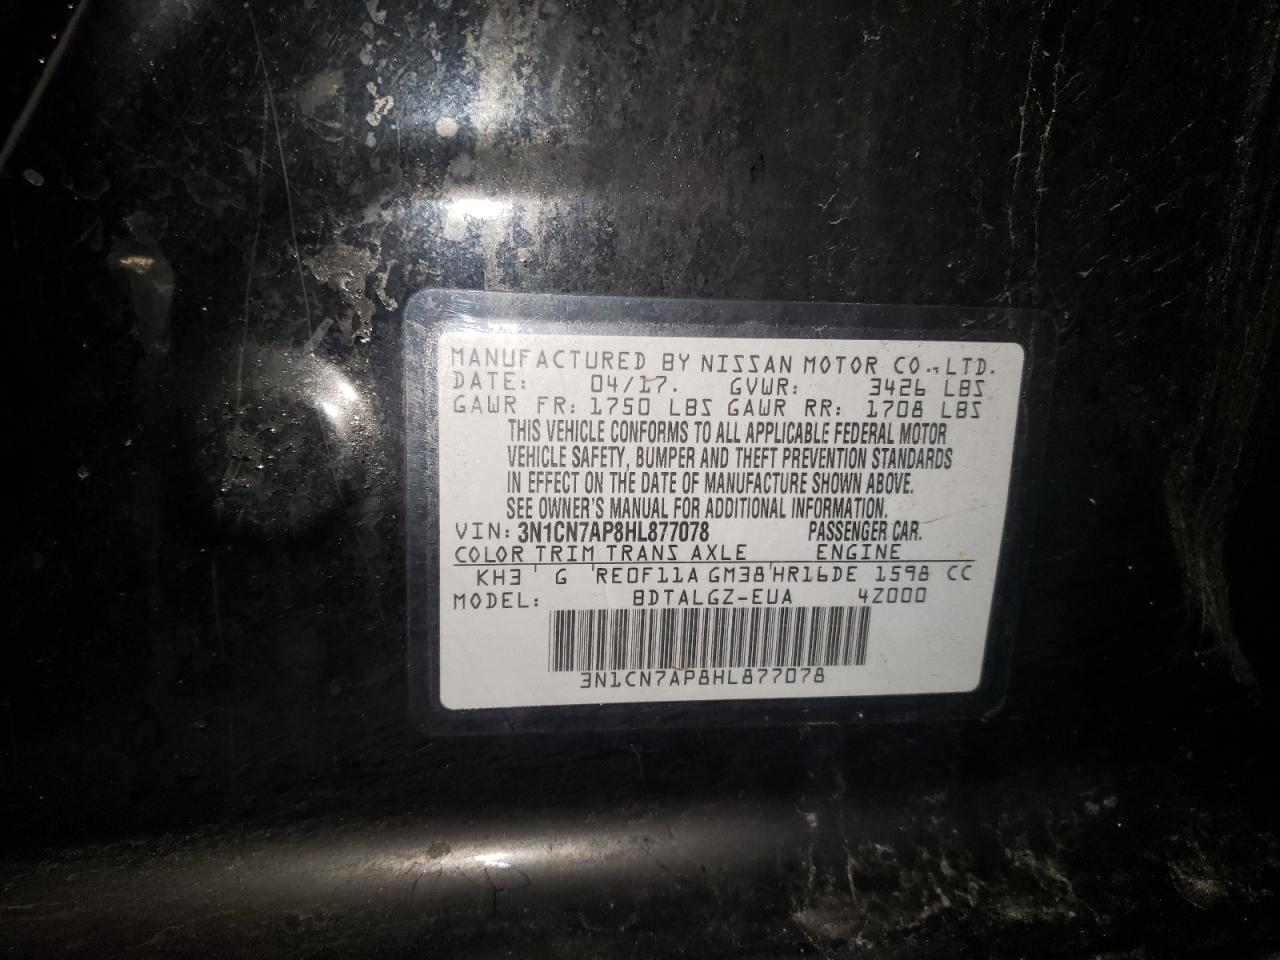 MANUFACTURED BY NISSAN MOTOR CO., LTD.
DATE: 04/17. GVWR: 3426 LBS
GAWR FR: 1750 LBS GAWR RR: 1708 LBS
THIS VEHICLE CONFORMS TO ALL APPLICABLE FEDERAL MOTOR
VEHICLE SAFETY, BUMPER AND THEFT PREVENTION STANDARDS
IN EFFECT ON THE DATE OF MANUFACTURE SHOWN ABOVE.
SEE OWNER'S MANUAL FOR ADDITIONAL INFORMATION.
VIN: 3N1CN7AP8HL877078 PASSENGER CAR.
COLOR TRIM TRANS AXLE ENGINE
KH3 ' G ' RE0F11A GM38 ' HR16DE 1598 CC
MODEL: BDTALGZ-EUA 4Z000
3N1CN7AP8HL877078